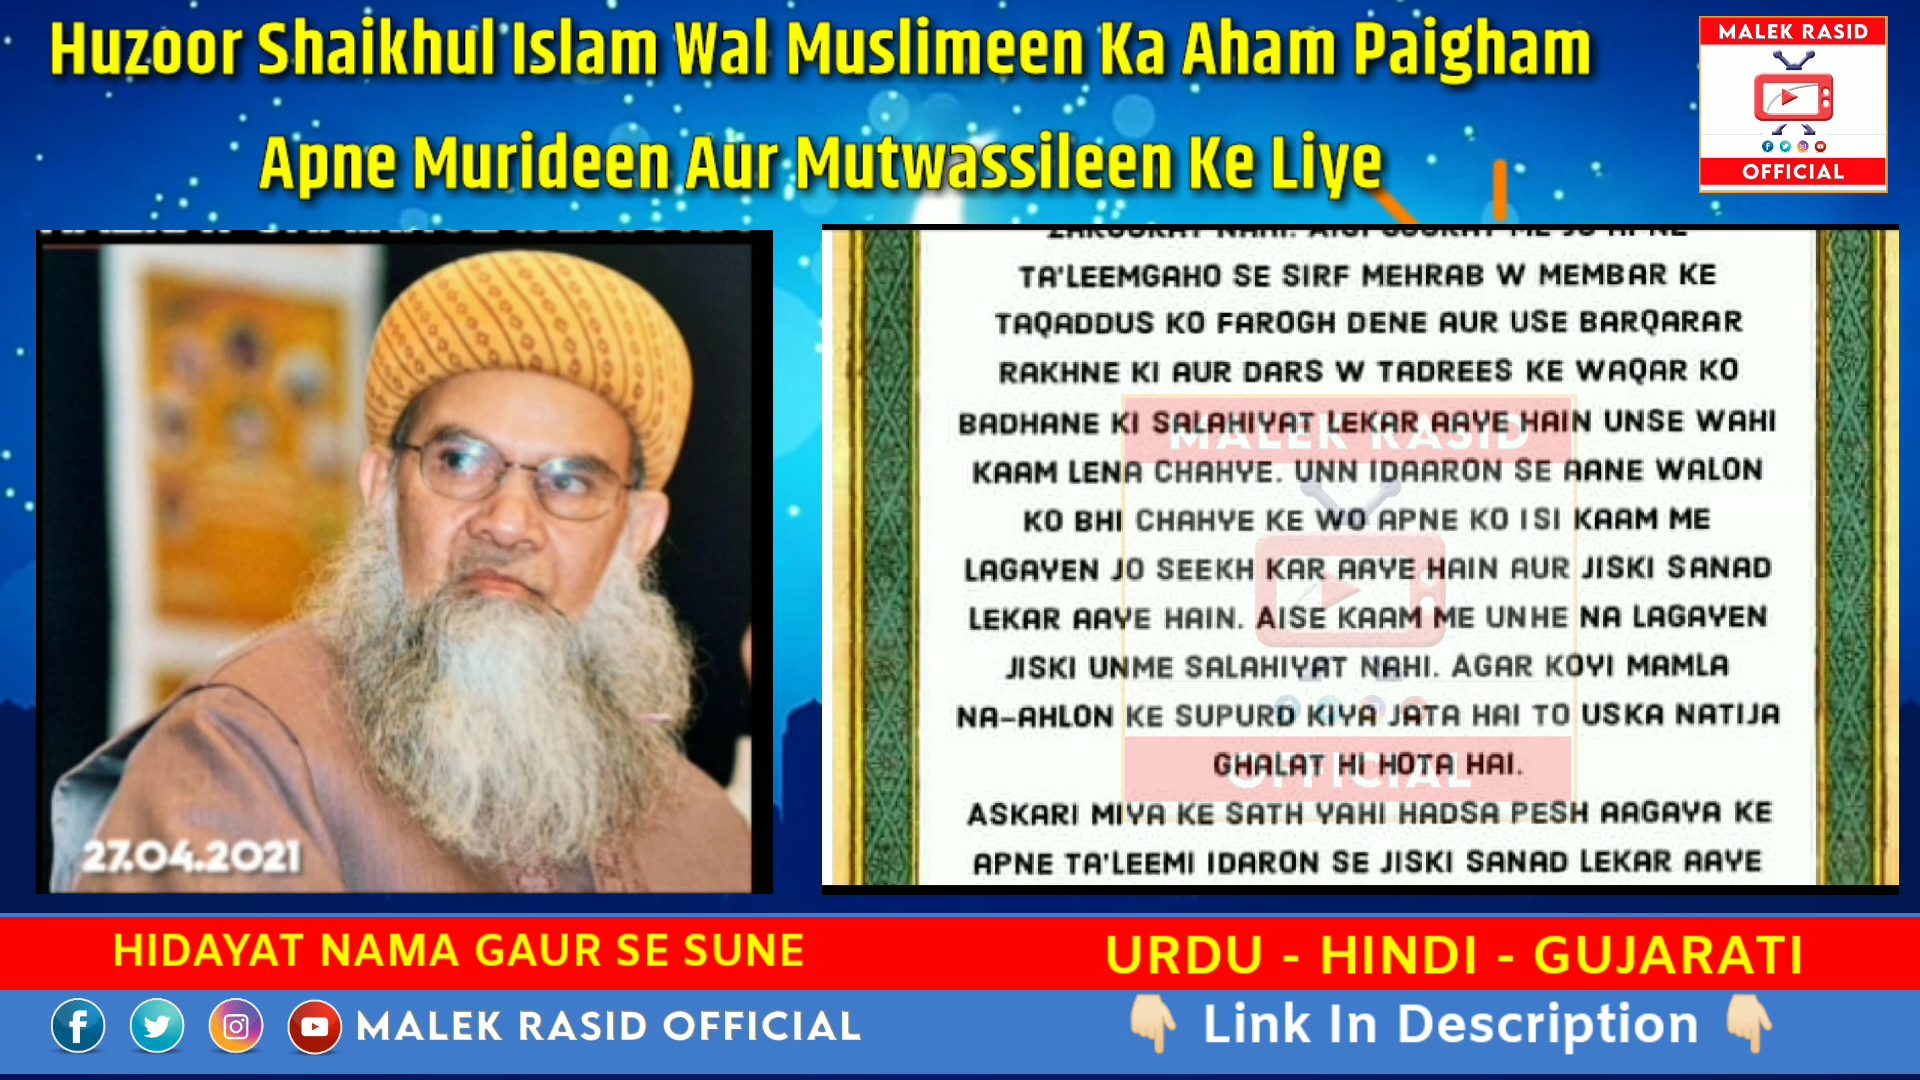 Huzoor Shaikhul Islam Wal Muslimeen Ka Aham Paigham
Apne Murideen Aur Mutwassileen Ke Liye
MALEK RASID
OFFICIAL
TA'LEEMGAHO SE SIRF MEHRAB W MEMBAR KE
TAQADDUS KO FAROGH DENE AUR USE BARQARAR
RAKHNE KI AUR DARS W TADREES KE WAQAR KO
BADHANE KI SALAHIYAT LEKAR AAYE HAIN UNSE WAHI
KAAM LENA CHAHYE. UNN IDAARON SE AANE WALON
KO BHI CHAHYE KE WO APNE KO ISI KAAM ME
LAGAYEN JO SEEKH KAR AAYE HAIN AUR JISKI SANAD
LEKAR AAYE HAIN. AISE KAAM ME UNHE NA LAGAYEN
JISKI UNME SALAHIYAT NAHI. AGAR KOYI MAMLA
NA-AHLON KE SUPURD KIYA JATA HAI TO USKA NATIJA
GHALAT HI HOTA HAI.
ASKARI MIYA KE SATH YAHI HADSA PESH AAGAYA KE
APNE TA'LEEMI IDARON SE JISKI SANAD LEKAR AAYE
MALEK RASID
OFFICIAL
27.04.2021
HIDAYAT NAMA GAUR SE SUNE
URDU - HINDI - GUJARATI
MALEK RASID OFFICIAL
Link In Description